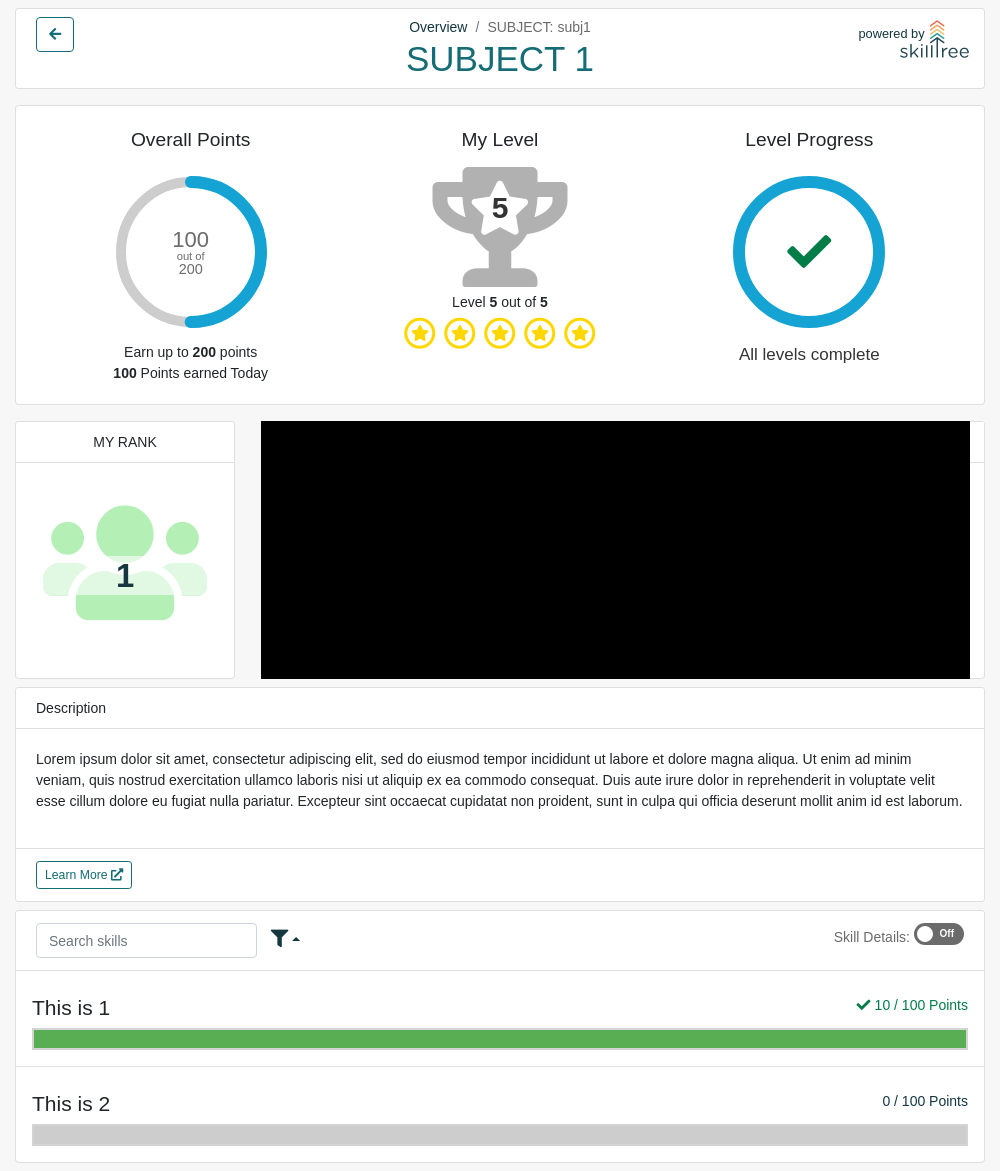 Overview / SUBJECT: subj1
SUBJECT 1
powered by
skilltree
Overall Points
100
out of
200
Earn up to 200 points
100 Points earned Today
My Level
5
Level 5 out of 5
Level Progress
All levels complete
MY RANK
1
Description
Lorem ipsum dolor sit amet, consectetur adipiscing elit, sed do eiusmod tempor incididunt ut labore et dolore magna aliqua. Ut enim ad minim
veniam, quis nostrud exercitation ullamco laboris nisi ut aliquip ex ea commodo consequat. Duis aute irure dolor in reprehenderit in voluptate velit
esse cillum dolore eu fugiat nulla pariatur. Excepteur sint occaecat cupidatat non proident, sunt in culpa qui officia deserunt mollit anim id est laborum.
Learn More
Search skills
Skill Details: Off
This is 1
10 / 100 Points
This is 2
0 / 100 Points